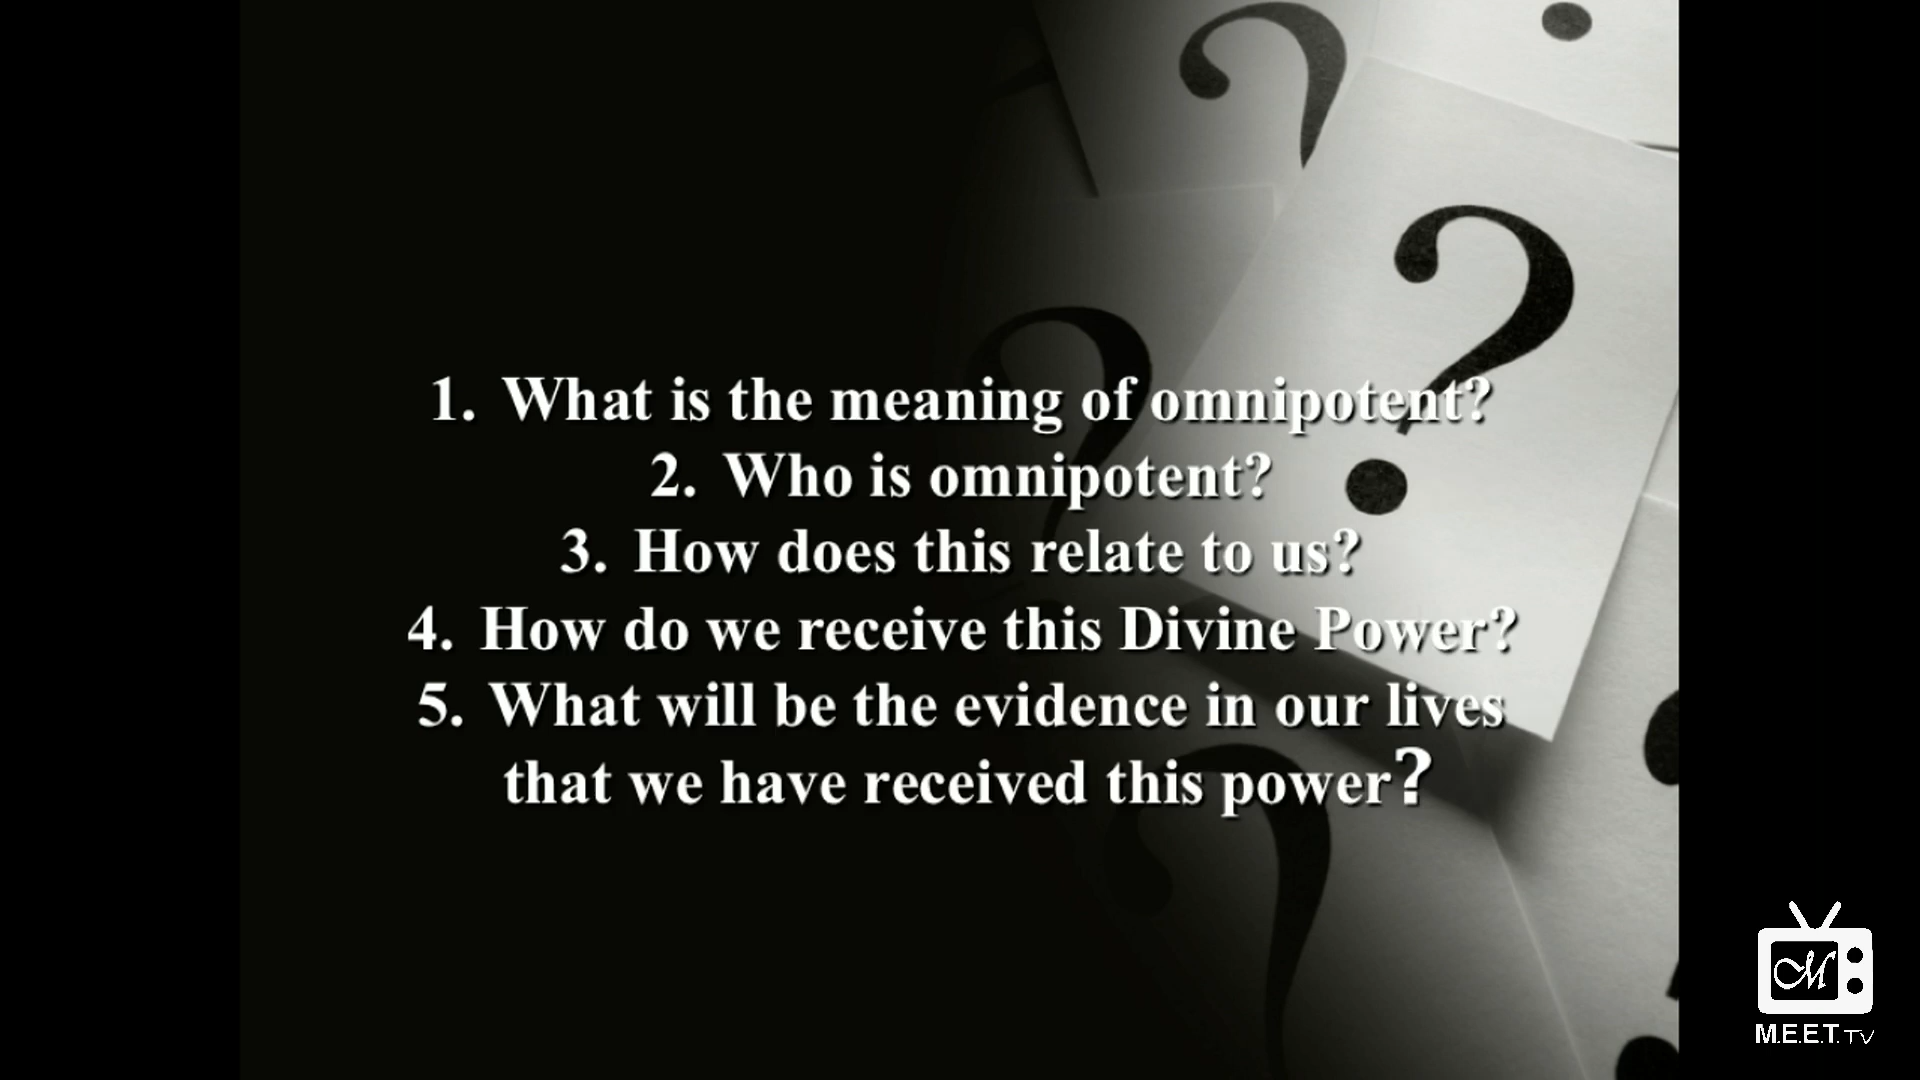 1. What is the meaning of omnipotent?
2. Who is omnipotent?
3. How does this relate to us?
4. How do we receive this Divine Power?
5. What will be the evidence in our lives
that we have received this power?
M
M.E.E.T. TV